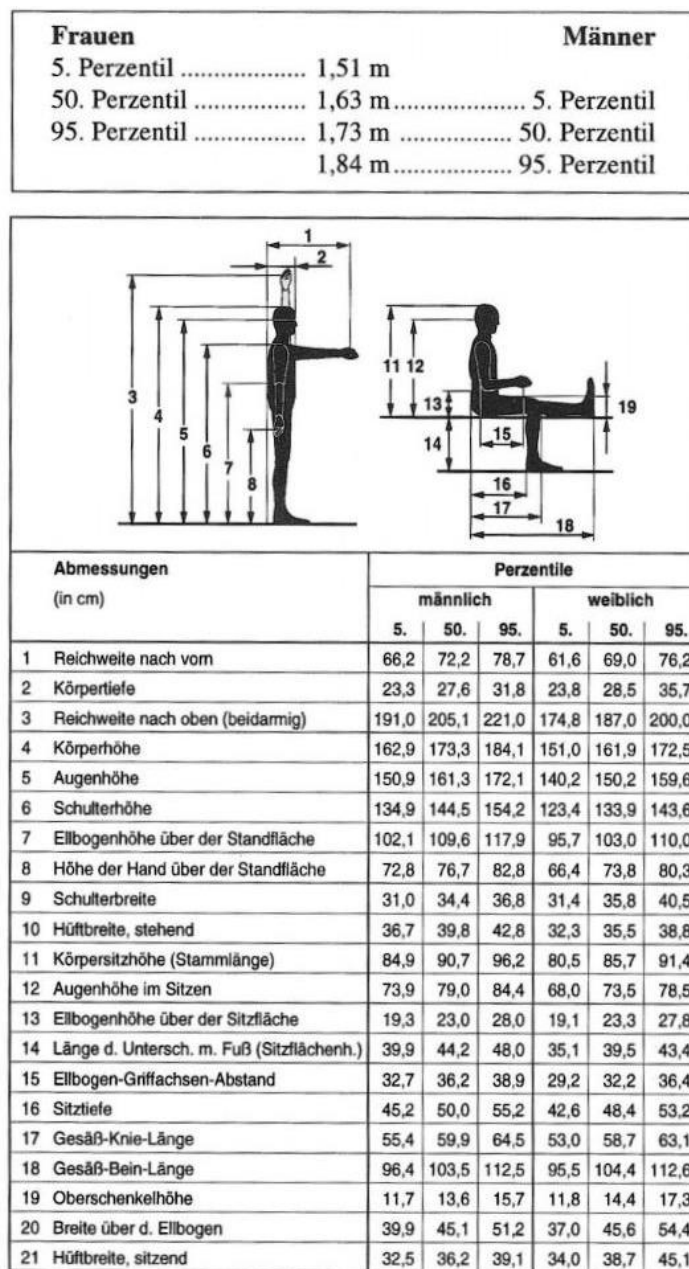 Frauen Männer
5. Perzentil .................... 1,51 m
50. Perzentil ................. 1,63 m .................... 5. Perzentil
95. Perzentil ................. 1,73 m .................. 50. Perzentil
1,84 m .................. 95. Perzentil
1
2
3
4
5
6
7
8
11
12
13
14
15
16
17
18
19
Abmessungen Perzentile
(in cm) männlich weiblich
5. 50. 95. 5. 50. 95.
1 Reichweite nach vorn 66,2 72,2 78,7 61,6 69,0 76,2
2 Körpertiefe 23,3 27,6 31,8 23,8 28,5 35,7
3 Reichweite nach oben (beidarmig) 191,0 205,1 221,0 174,8 187,0 200,0
4 Körperhöhe 162,9 173,3 184,1 151,0 161,9 172,5
5 Augenhöhe 150,9 161,3 172,1 140,2 150,2 159,6
6 Schulterhöhe 134,9 144,5 154,2 123,4 133,9 143,6
7 Ellbogenhöhe über der Standfläche 102,1 109,6 117,9 95,7 103,0 110,0
8 Höhe der Hand über der Standfläche 72,8 76,7 82,8 66,4 73,8 80,3
9 Schulterbreite 31,0 34,4 36,8 31,4 35,8 40,5
10 Hüftbreite, stehend 36,7 39,8 42,8 32,3 35,5 38,8
11 Körpersitzhöhe (Stammlänge) 84,9 90,7 96,2 80,5 85,7 91,4
12 Augenhöhe im Sitzen 73,9 79,0 84,4 68,0 73,5 78,5
13 Ellbogenhöhe über der Sitzfläche 19,3 23,0 28,0 19,1 23,3 27,8
14 Länge d. Untersch. m. Fuß (Sitzflächenh.) 39,9 44,2 48,0 35,1 39,5 43,4
15 Ellbogen-Griffachsen-Abstand 32,7 36,2 38,9 29,2 32,2 36,4
16 Sitztiefe 45,2 50,0 55,2 42,6 48,4 53,2
17 Gesäß-Knie-Länge 55,4 59,9 64,5 53,0 58,7 63,1
18 Gesäß-Bein-Länge 96,4 103,5 112,5 95,5 104,4 112,6
19 Oberschenkelhöhe 11,7 13,6 15,7 11,8 14,4 17,3
20 Breite über d. Ellbogen 39,9 45,1 51,2 37,0 45,6 54,4
21 Hüftbreite, sitzend 32,5 36,2 39,1 34,0 38,7 45,1